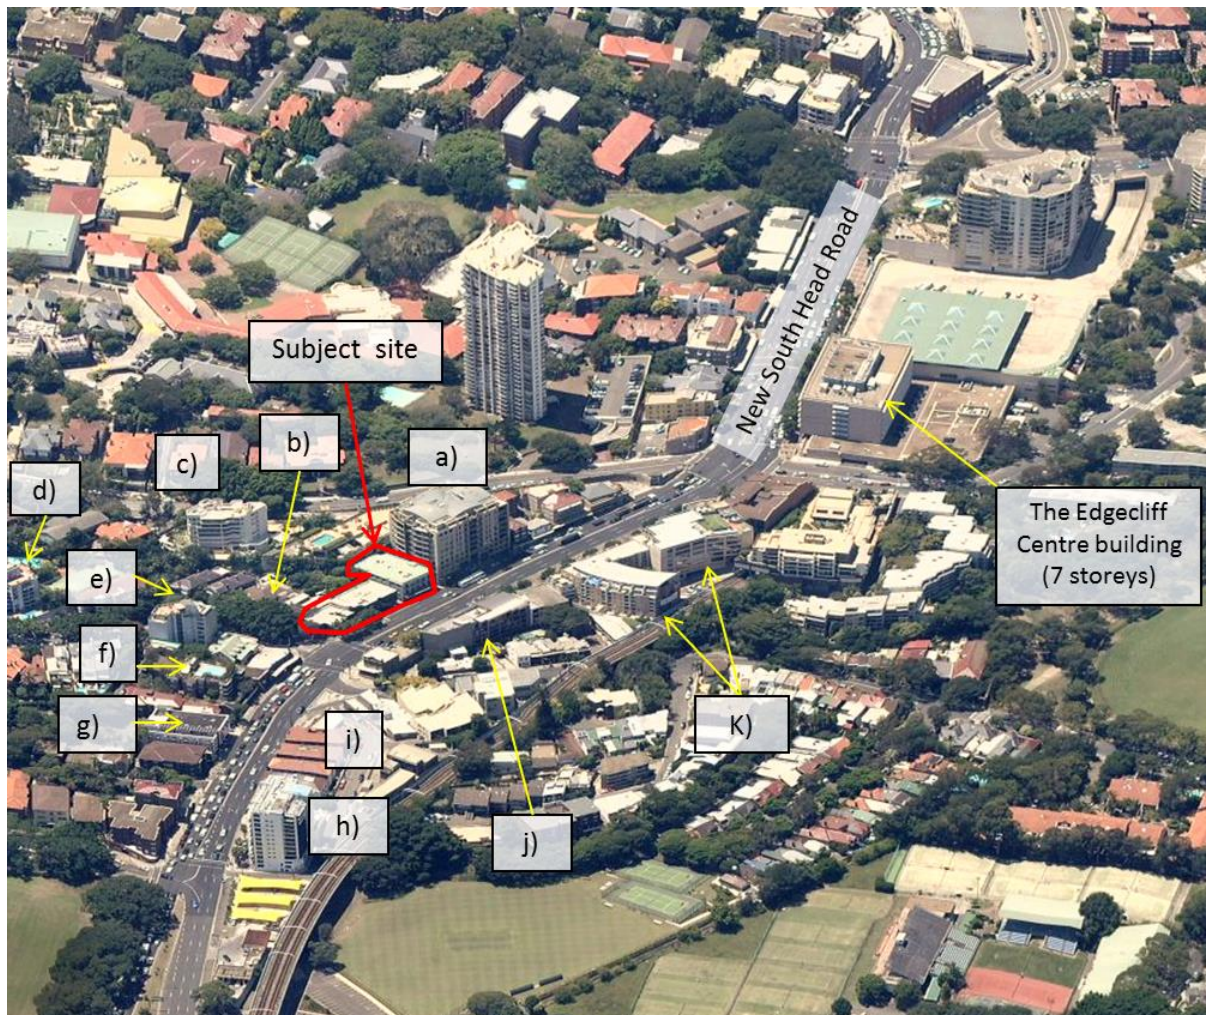 New South Head Road
Subject site
a)
b)
c)
d)
The Edgecliff
Centre building
(7 storeys)
e)
f)
g)
K)
i)
h)
j)